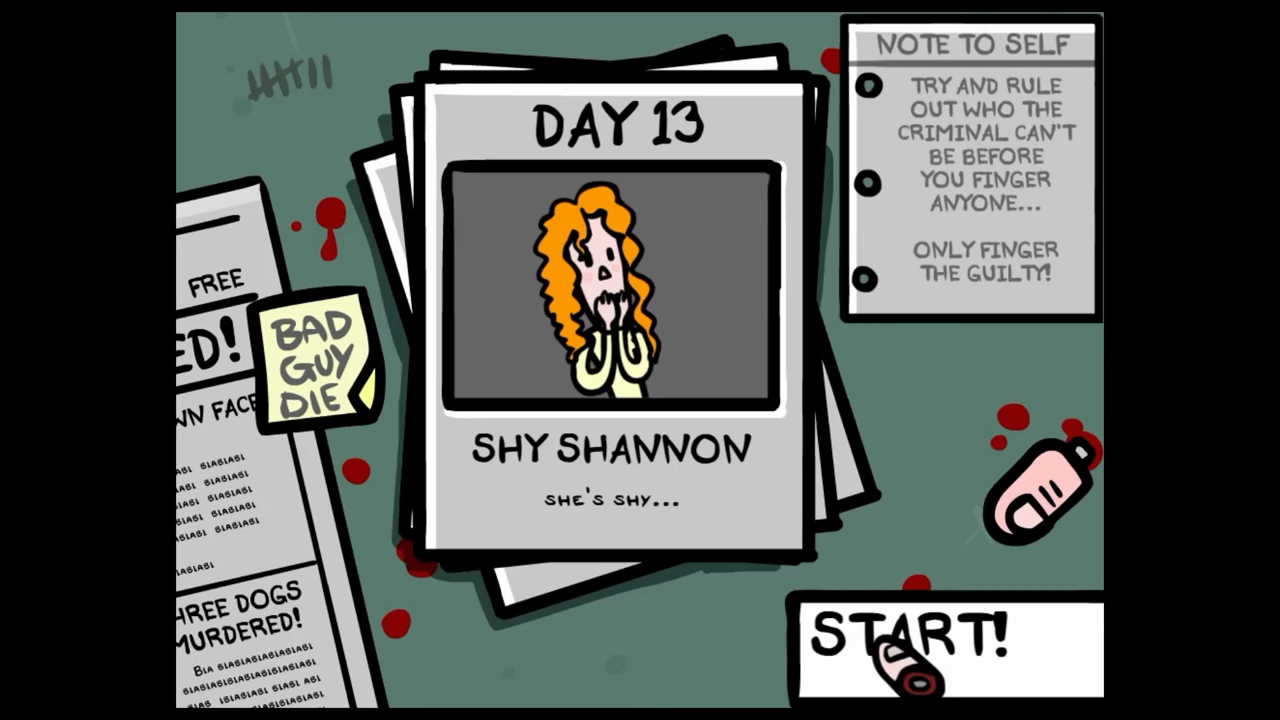 DAY 13
SHY SHANNON
SHE'S SHY...
NOTE TO SELF
TRY AND RULE
OUT WHO THE
CRIMINAL CAN'T
BE BEFORE
YOU FINGER
ANYONE...
ONLY FINGER
THE GUILTY!
FREE
ED!
BAD
GUY
DIE
WN FACE
HREE DOGS
MURDERED!
START!